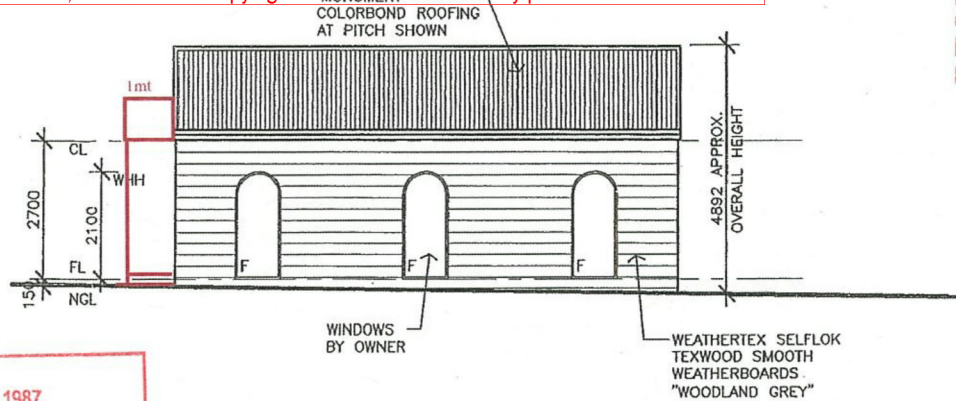 COLORBOND ROOFING
AT PITCH SHOWN
1mt
CL
WHH
2700
2100
FL
150
NGL
F
F
F
4892 APPROX.
OVERALL HEIGHT
WINDOWS
BY OWNER
WEATHERTEX SELFLOK
TEXWOOD SMOOTH
WEATHERBOARDS
"WOODLAND GREY"
1987